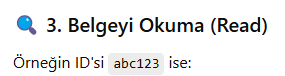 🔍 3. Belgeyi Okuma (Read)
Örneğin ID'si abc123 ise: